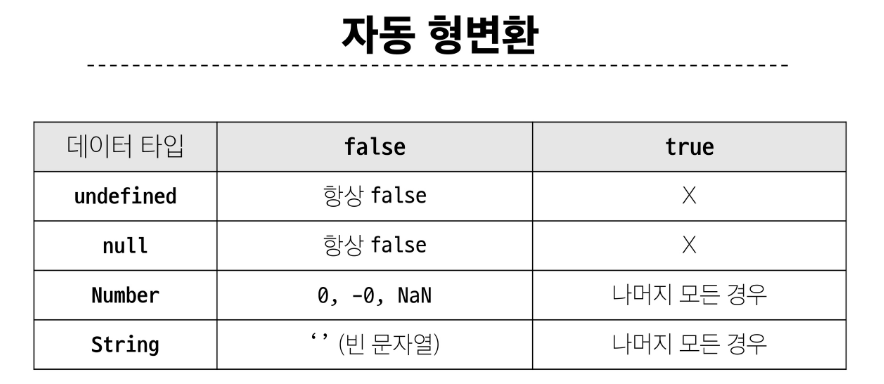 자동 형변환
데이터 타입 false true
undefined 항상 false X
null 항상 false X
Number 0, -0, NaN 나머지 모든 경우
String ‘’ (빈 문자열) 나머지 모든 경우